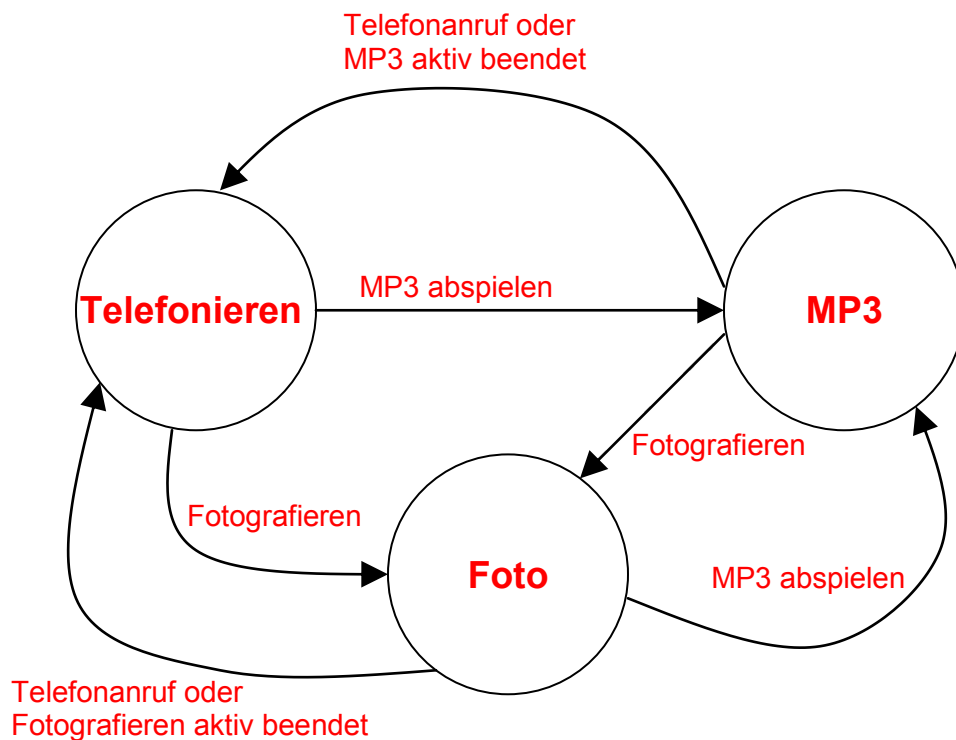 Telefonanruf oder
MP3 aktiv beendet
MP3 abspielen
Telefonieren
MP3
Fotografieren
Fotografieren
Foto
MP3 abspielen
Telefonanruf oder
Fotografieren aktiv beendet